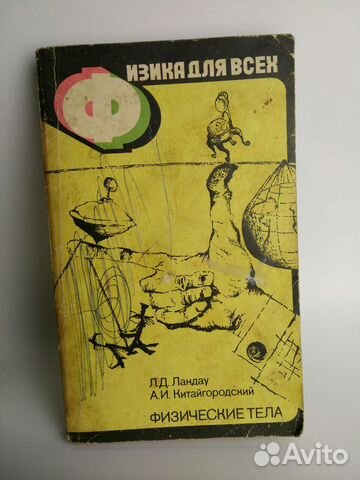 ФИЗИКА ДЛЯ ВСЕХ
Л.Д. Ландау
А.И. Китайгородский
ФИЗИЧЕСКИЕ ТЕЛА
Avito